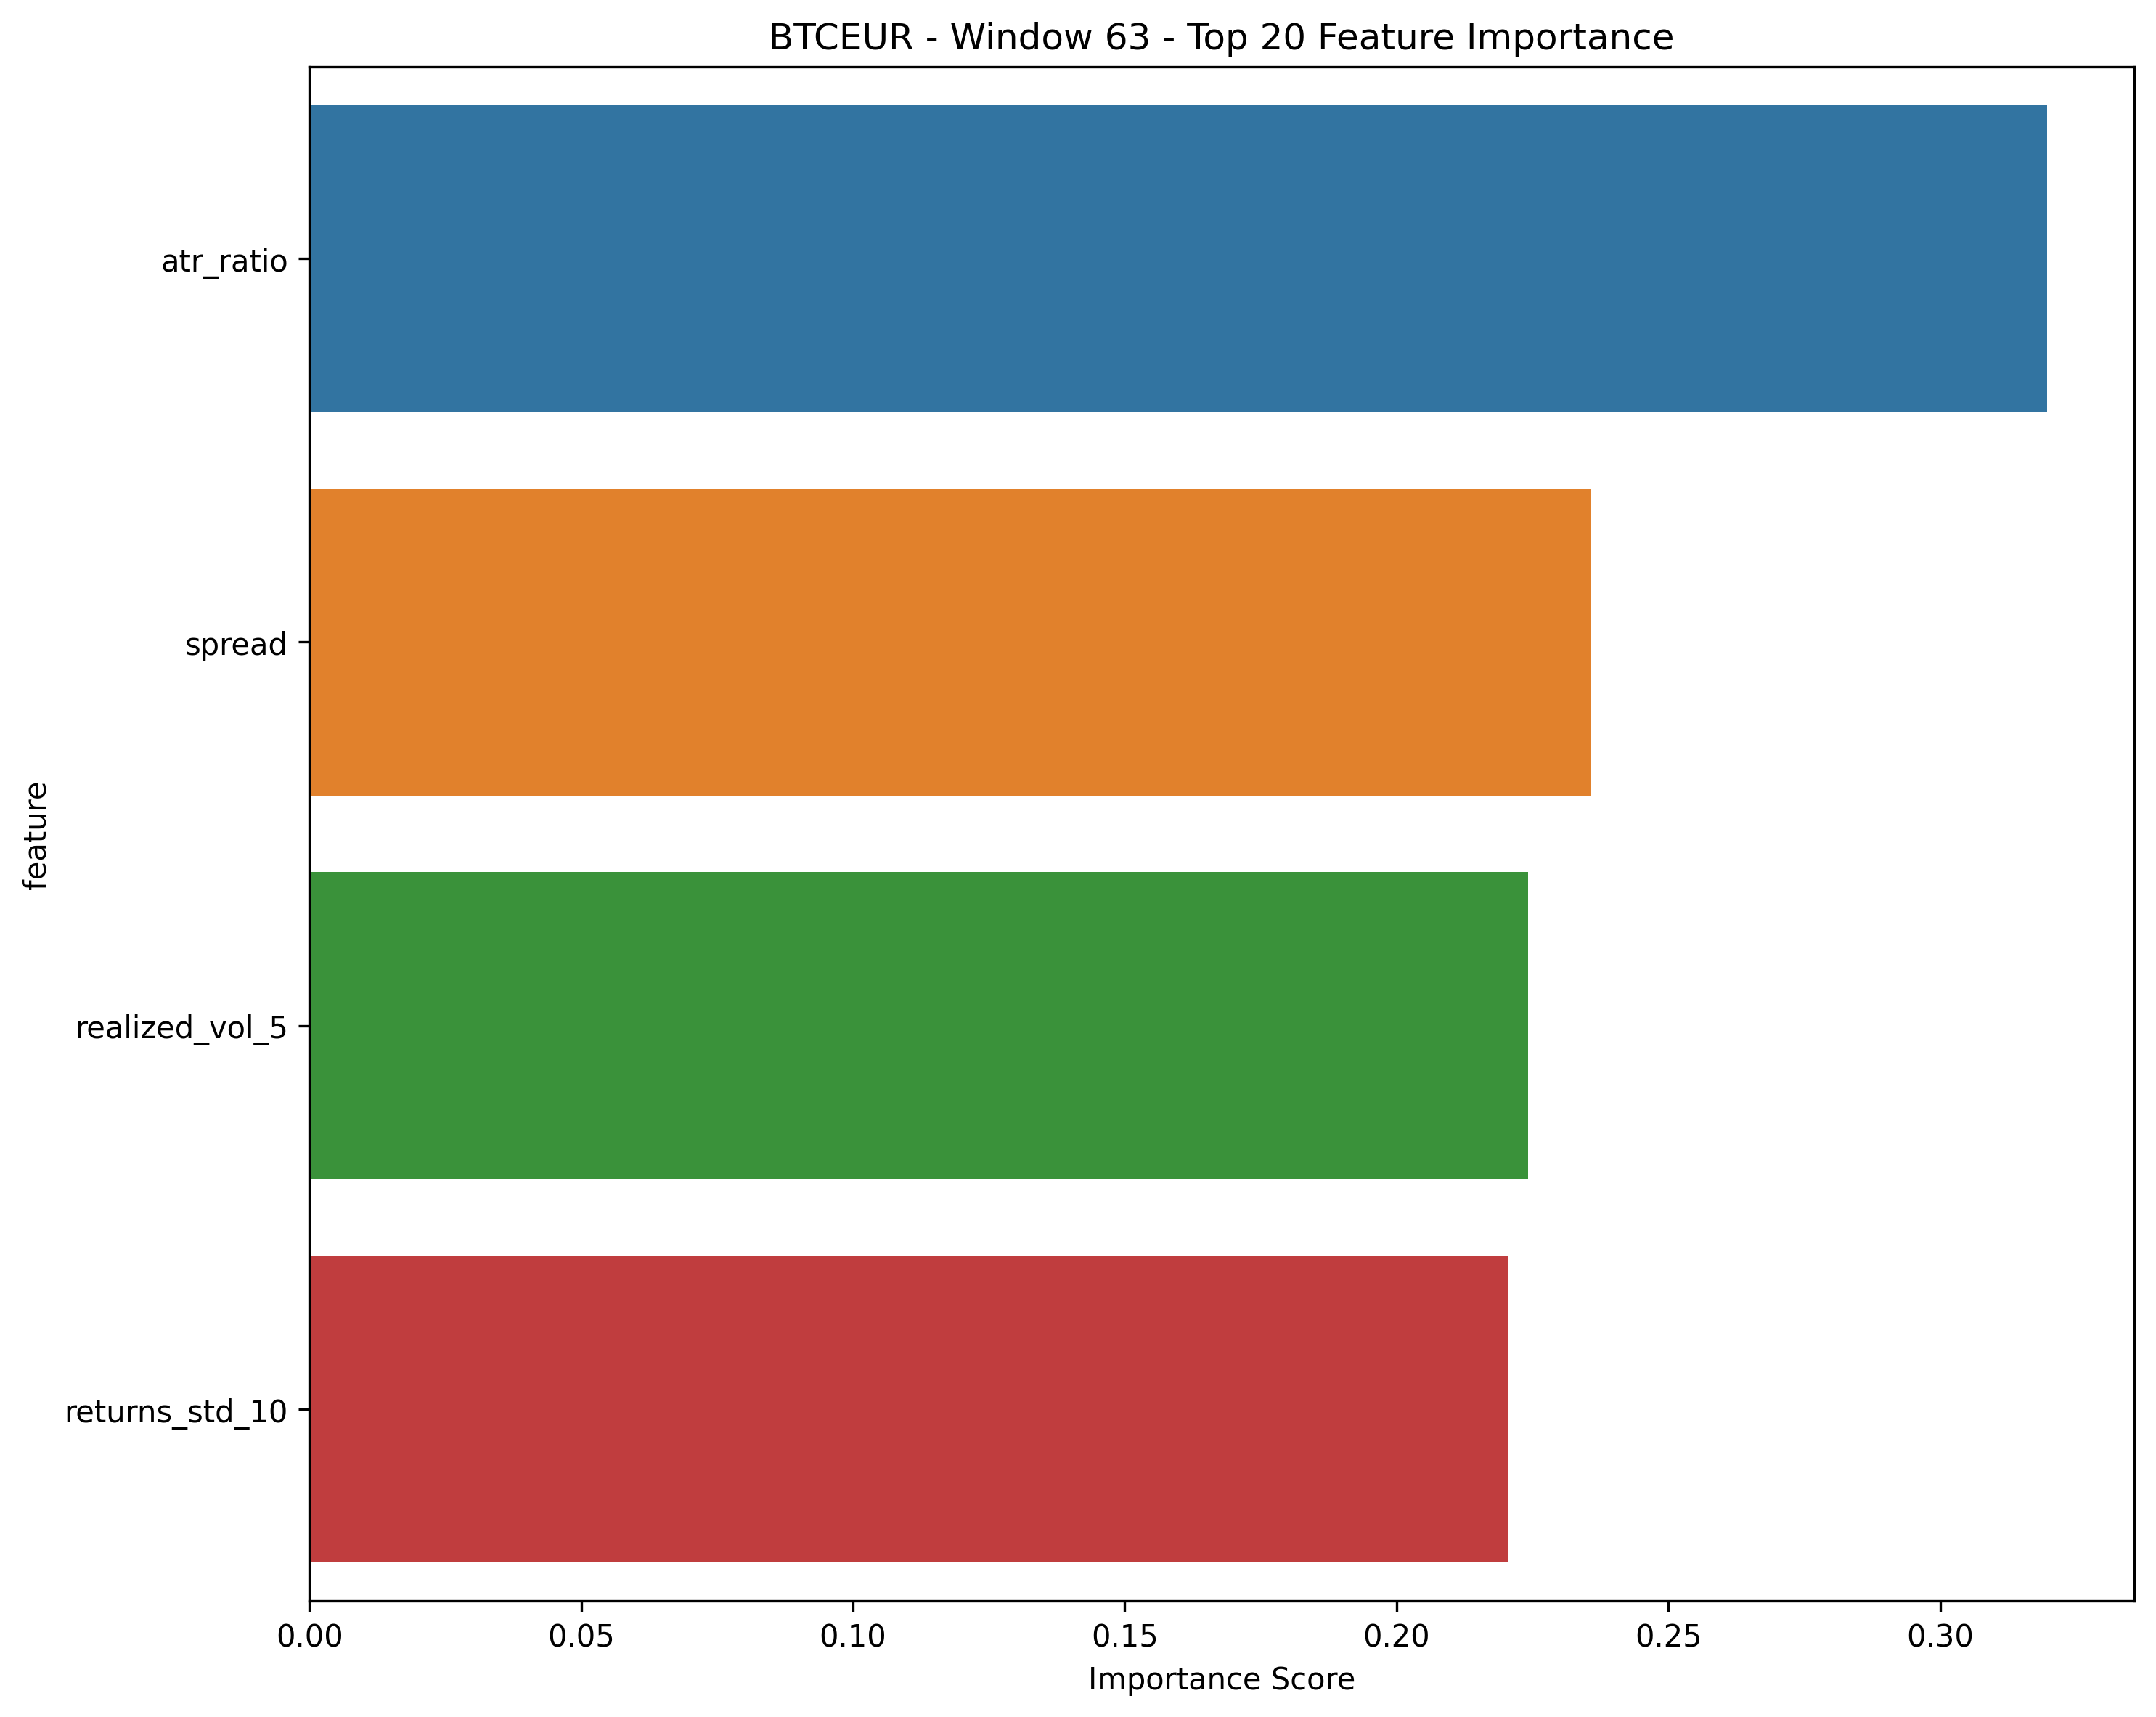 BTCEUR - Window 63 - Top 20 Feature Importance
feature
atr_ratio
spread
realized_vol_5
returns_std_10
0.00 0.05 0.10 0.15 0.20 0.25 0.30
Importance Score